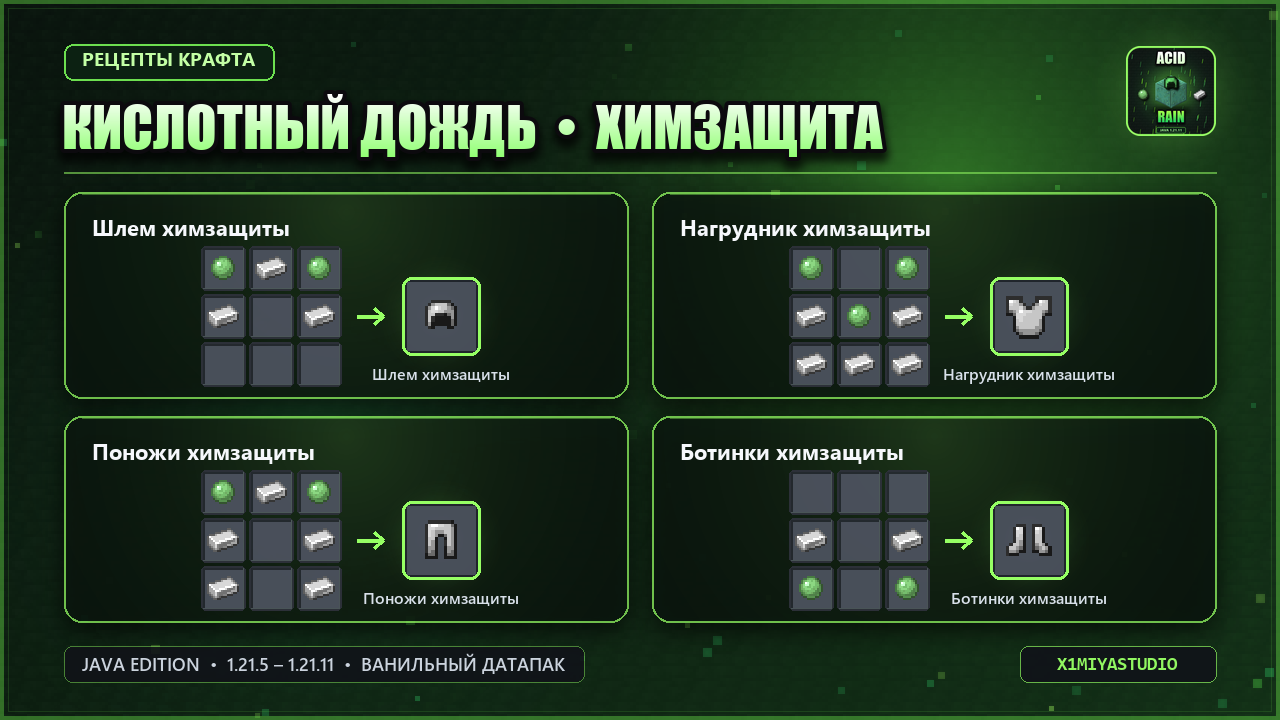 РЕЦЕПТЫ КРАФТА
КИСЛОТНЫЙ ДОЖДЬ • ХИМЗАЩИТА
ACID
RAIN
Шлем химзащиты
Шлем химзащиты
Нагрудник химзащиты
Нагрудник химзащиты
Поножи химзащиты
Поножи химзащиты
Ботинки химзащиты
Ботинки химзащиты
JAVA EDITION • 1.21.5 – 1.21.11 • ВАНИЛЬНЫЙ ДАТАПАК
X1MIYASTUDIO